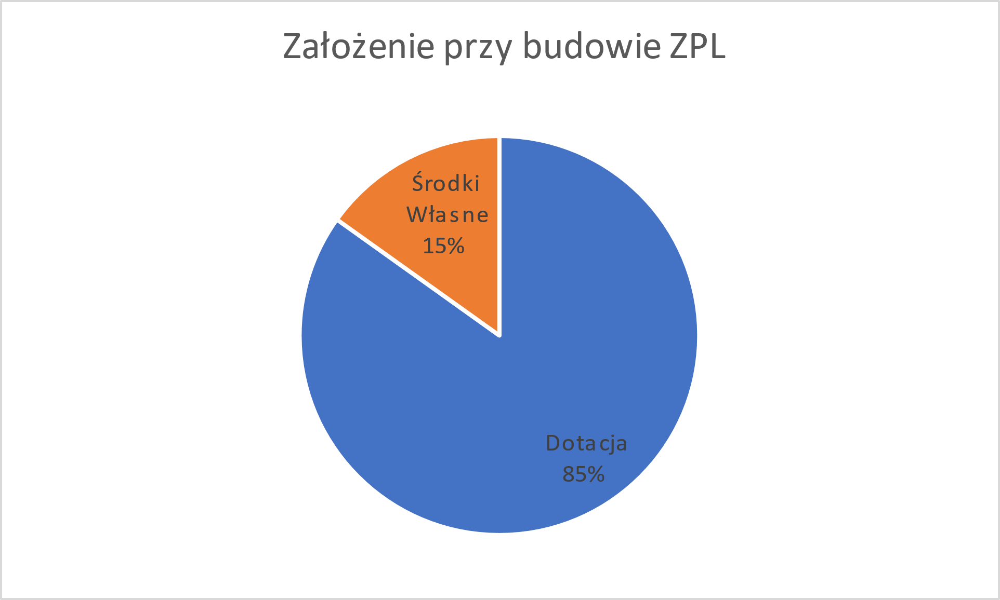 Założenie przy budowie ZPL
Środki
Własne
15%
Dotacja
85%